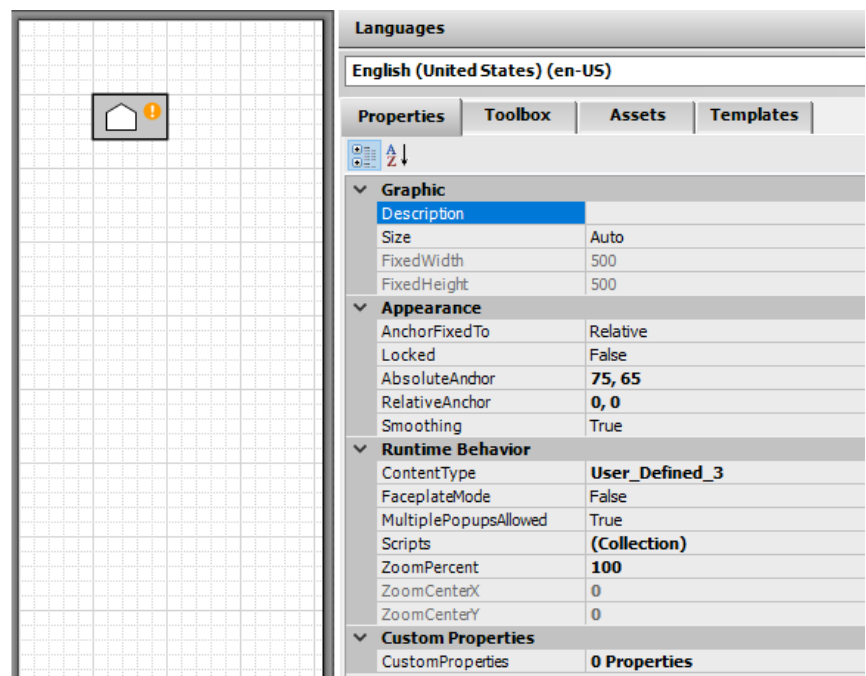 Languages
English (United States) (en-US)
Properties Toolbox Assets Templates
A
Z
Graphic
Description
Size Auto
FixedWidth 500
FixedHeight 500
Appearance
AnchorFixedTo Relative
Locked False
AbsoluteAnchor 75, 65
RelativeAnchor 0, 0
Smoothing True
Runtime Behavior
ContentType User_Defined_3
FaceplateMode False
MultiplePopupsAllowed True
Scripts (Collection)
ZoomPercent 100
ZoomCenterX 0
ZoomCenterY 0
Custom Properties
CustomProperties 0 Properties